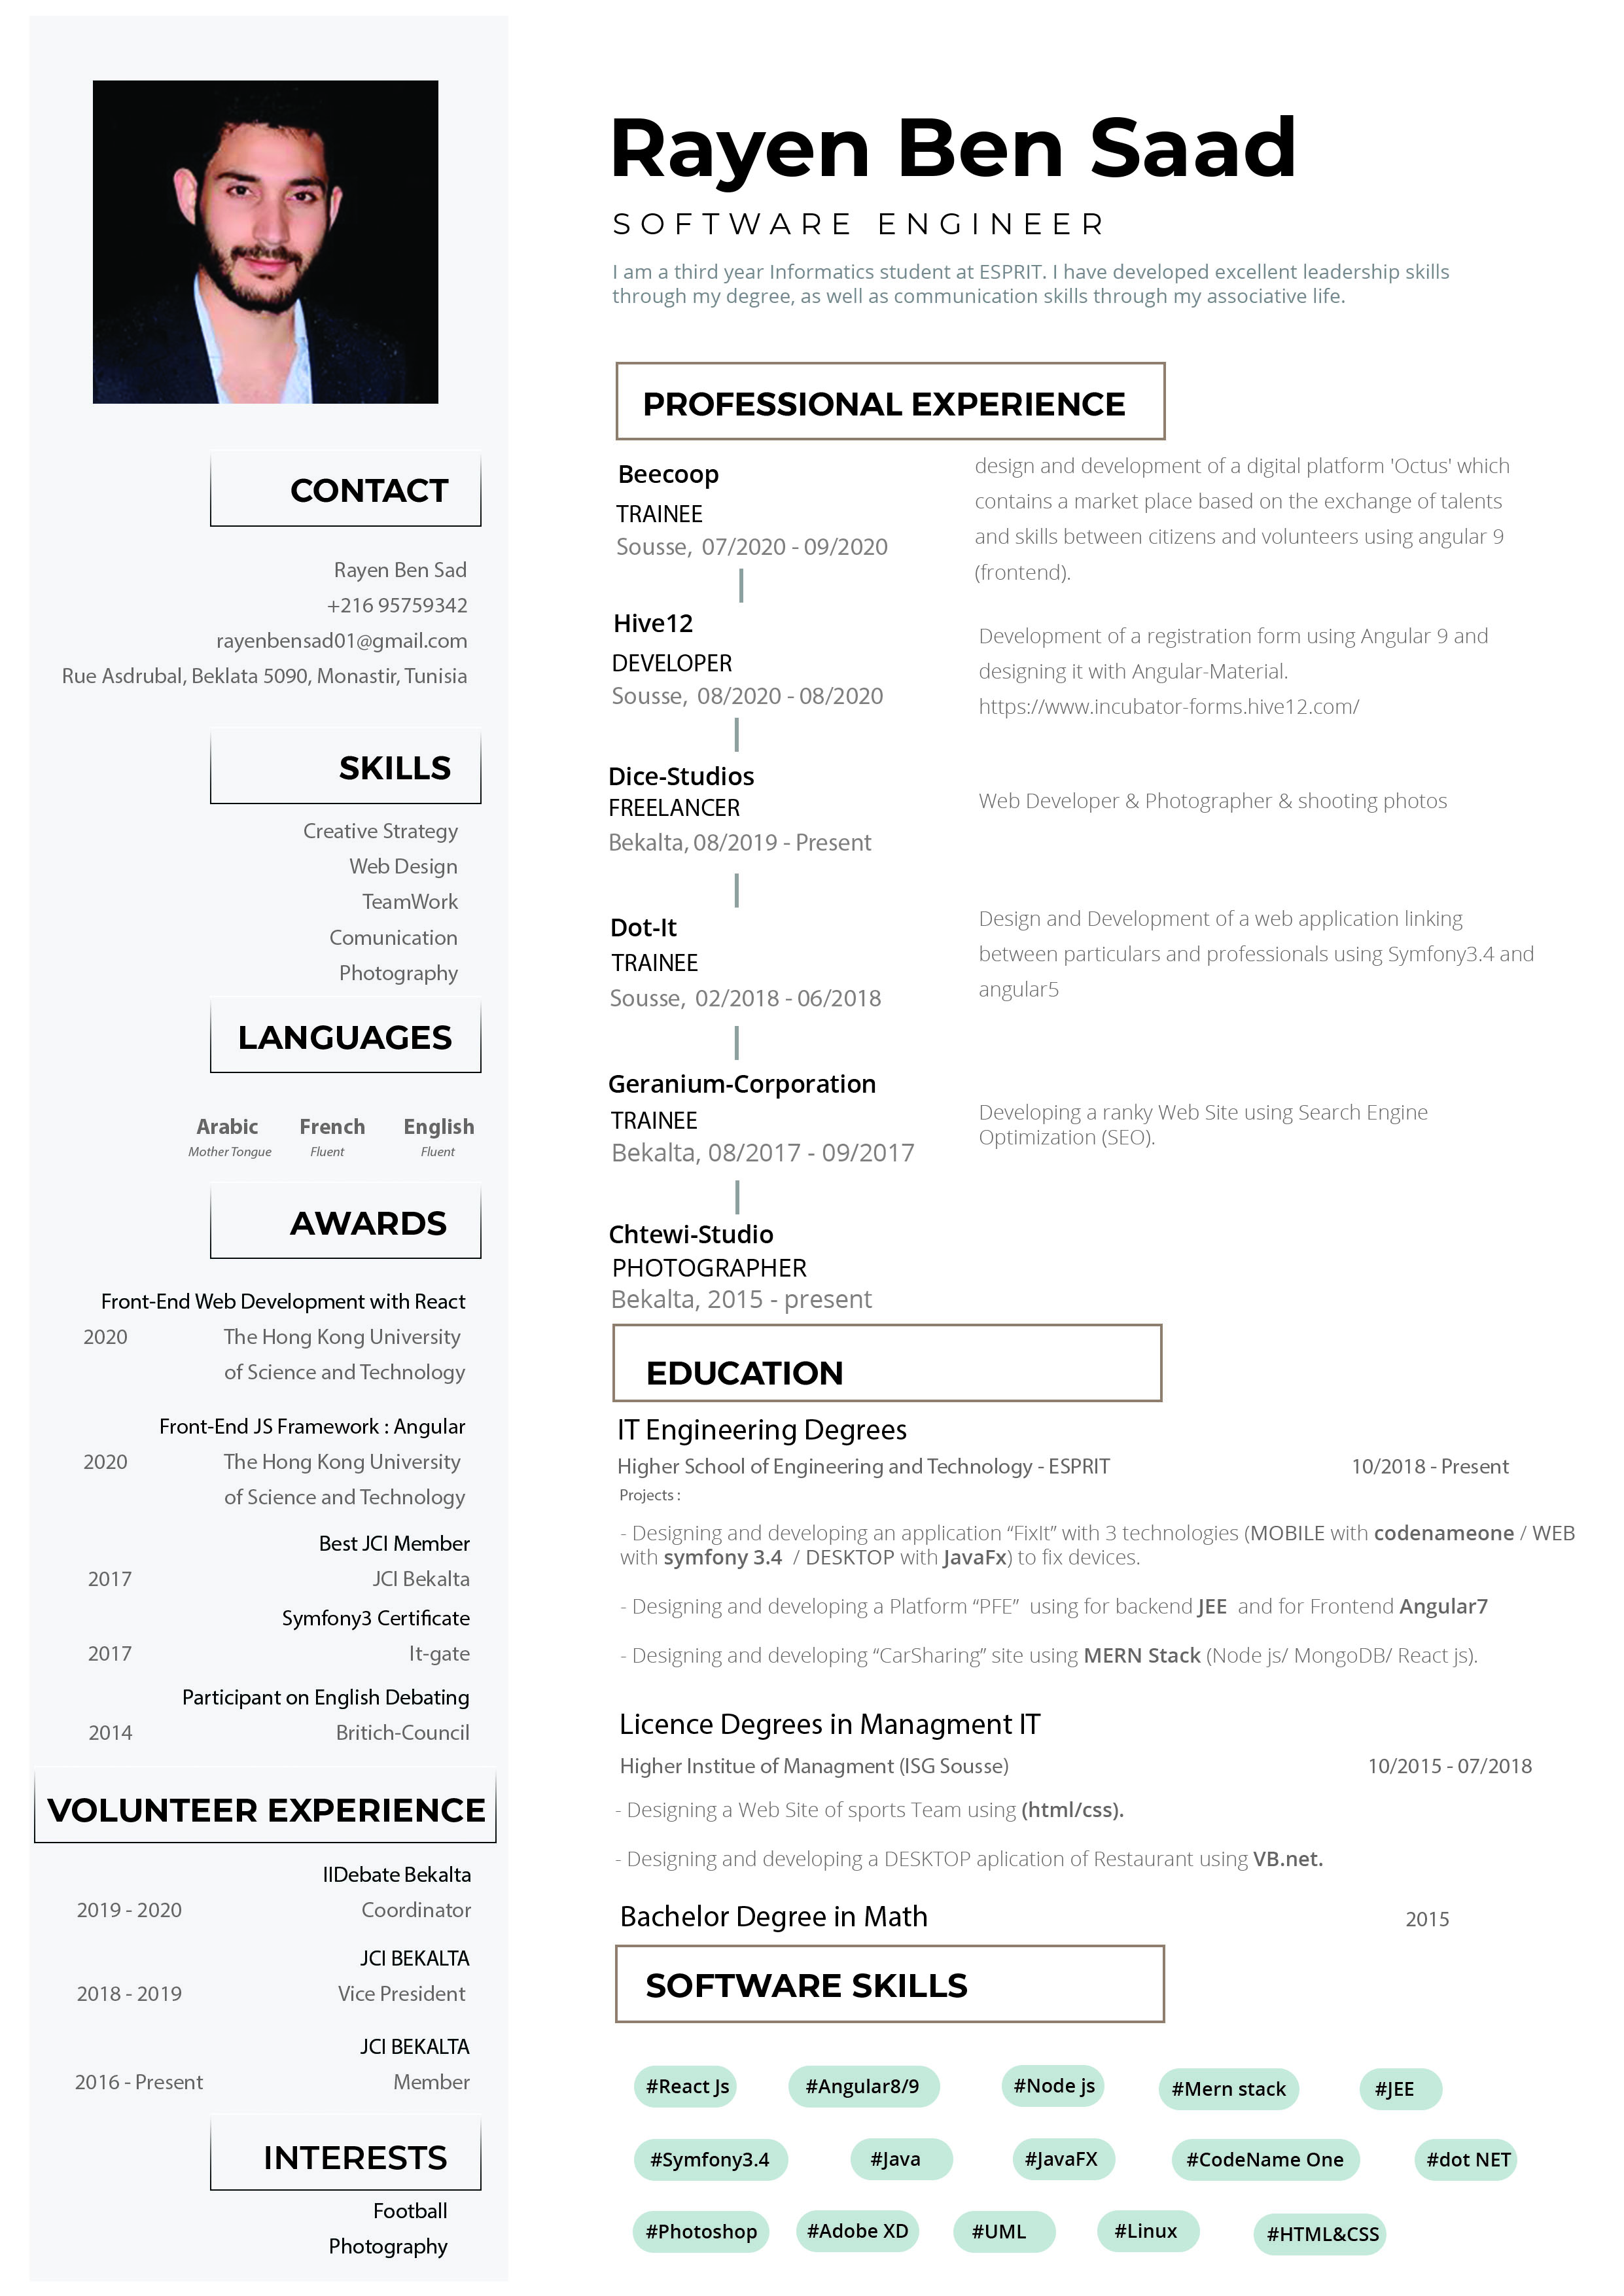 Rayen Ben Saad
SOFTWARE ENGINEER
I am a third year Informatics student at ESPRIT. I have developed excellent leadership skills
through my degree, as well as communication skills through my associative life.
CONTACT
Rayen Ben Sad
+216 95759342
rayenbensad01@gmail.com
Rue Asdrubal, Beklata 5090, Monastir, Tunisia
SKILLS
Creative Strategy
Web Design
TeamWork
Comunication
Photography
LANGUAGES
Arabic French English
Mother Tongue Fluent Fluent
AWARDS
Front-End Web Development with React
2020 The Hong Kong University
of Science and Technology
Front-End JS Framework : Angular
2020 The Hong Kong University
of Science and Technology
Best JCI Member
2017 JCI Bekalta
Symfony3 Certificate
2017 It-gate
Participant on English Debating
2014 Britich-Council
VOLUNTEER EXPERIENCE
IIDebate Bekalta
2019 - 2020 Coordinator
JCI BEKALTA
2018 - 2019 Vice President
JCI BEKALTA
2016 - Present Member
INTERESTS
Football
Photography
PROFESSIONAL EXPERIENCE
Beecoop
TRAINEE
Sousse, 07/2020 - 09/2020
design and development of a digital platform 'Octus' which
contains a market place based on the exchange of talents
and skills between citizens and volunteers using angular 9
(frontend).
Hive12
DEVELOPER
Sousse, 08/2020 - 08/2020
Development of a registration form using Angular 9 and
designing it with Angular-Material.
https://www.incubator-forms.hive12.com/
Dice-Studios
FREELANCER
Bekalta, 08/2019 - Present
Web Developer & Photographer & shooting photos
Dot-It
TRAINEE
Sousse, 02/2018 - 06/2018
Design and Development of a web application linking
between particulars and professionals using Symfony3.4 and
angular5
Geranium-Corporation
TRAINEE
Bekalta, 08/2017 - 09/2017
Developing a ranky Web Site using Search Engine
Optimization (SEO).
Chtewi-Studio
PHOTOGRAPHER
Bekalta, 2015 - present
EDUCATION
IT Engineering Degrees
Higher School of Engineering and Technology - ESPRIT 10/2018 - Present
Projects :
- Designing and developing an application “FixIt” with 3 technologies (MOBILE with codenameone / WEB
with symfony 3.4 / DESKTOP with JavaFx) to fix devices.
- Designing and developing a Platform “PFE” using for backend JEE and for Frontend Angular7
- Designing and developing “CarSharing” site using MERN Stack (Node js/ MongoDB/ React js).
Licence Degrees in Managment IT
Higher Institue of Managment (ISG Sousse) 10/2015 - 07/2018
- Designing a Web Site of sports Team using (html/css).
- Designing and developing a DESKTOP aplication of Restaurant using VB.net.
Bachelor Degree in Math 2015
SOFTWARE SKILLS
#React Js #Angular8/9 #Node js #Mern stack #JEE
#Symfony3.4 #Java #JavaFX #CodeName One #dot NET
#Photoshop #Adobe XD #UML #Linux #HTML&CSS